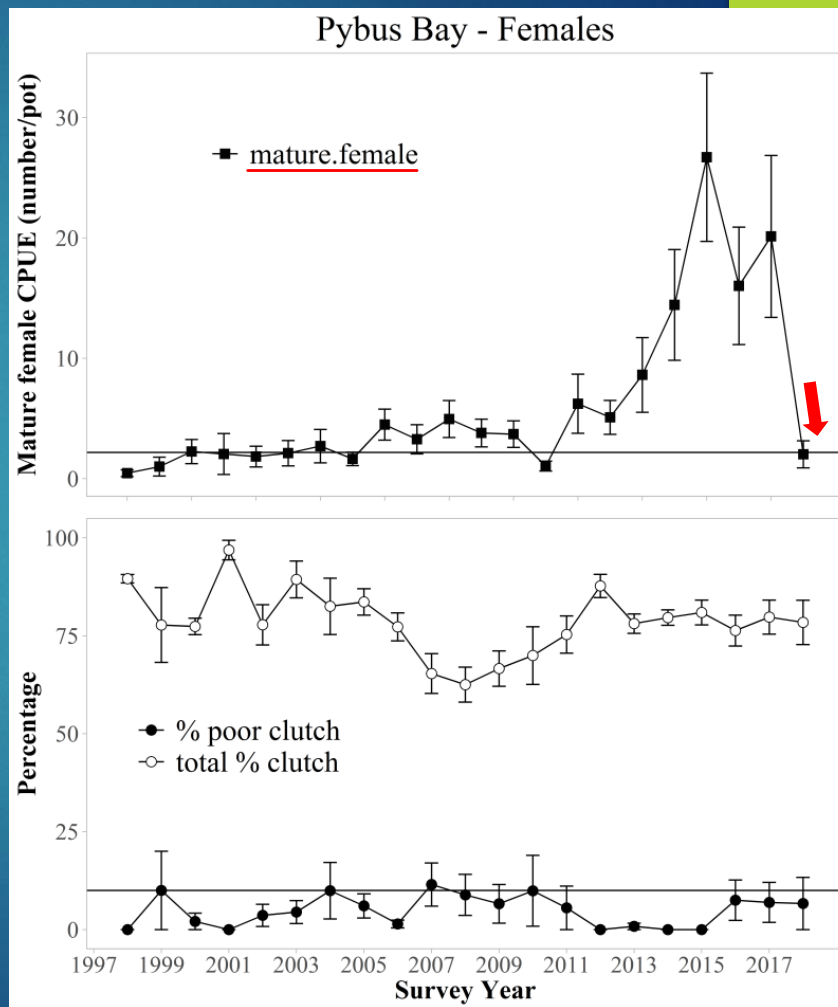 Pybus Bay - Females
Mature female CPUE (number/pot)
30
20
10
0
mature.female
Percentage
100
75
50
25
0
% poor clutch
total % clutch
1997 1999 2001 2003 2005 2007 2009 2011 2013 2015 2017
Survey Year